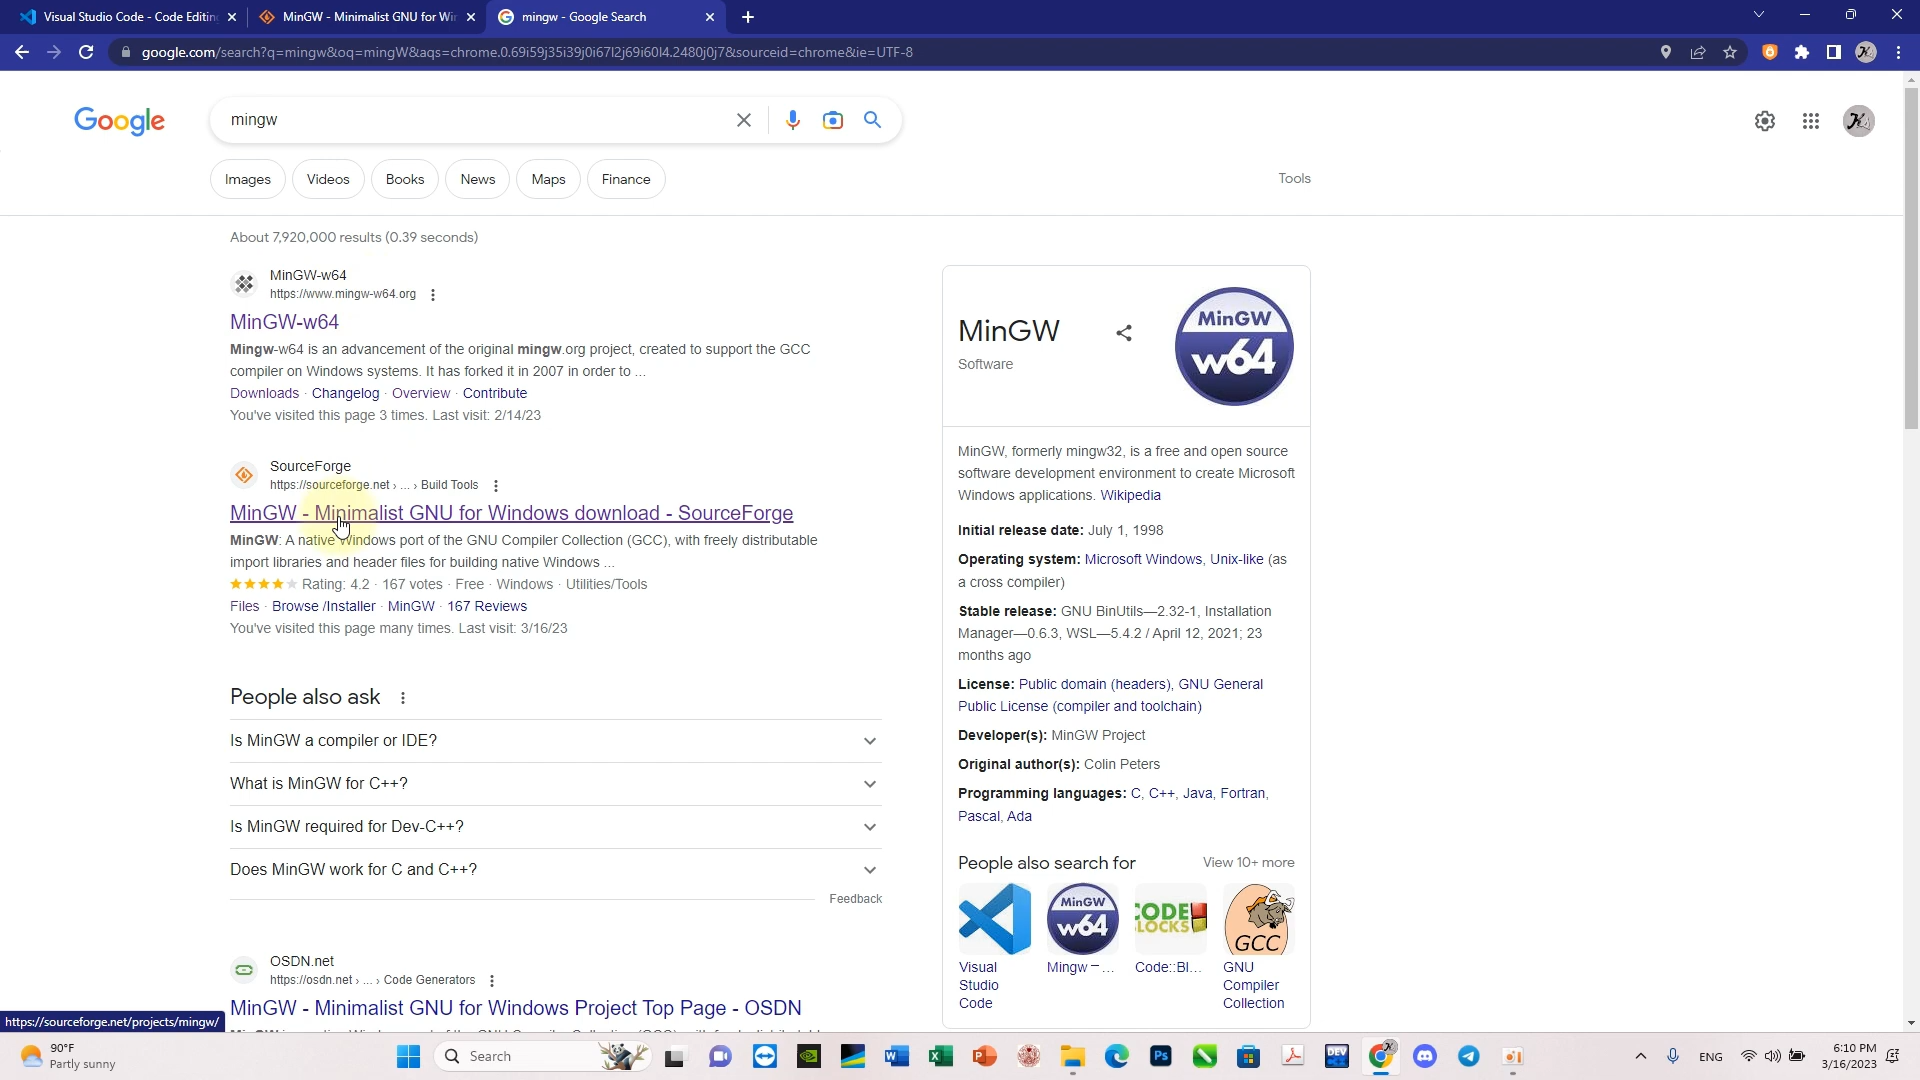 Visual Studio Code - Code Editin
MinGW - Minimalist GNU for Wi
mingw - Google Search
google.com/search?q=mingw&oq=mingW&aqs=chrome.0.69i59j35i39j0i67l2j69i60l4.2480j0j7&sourceid=chrome&ie=UTF-8
Google
mingw
Images
Videos
Books
News
Maps
Finance
Tools
About 7,920,000 results (0.39 seconds)
MinGW-w64
https://www.mingw-w64.org
MinGW-w64
Mingw-w64 is an advancement of the original mingw.org project, created to support the GCC
compiler on Windows systems. It has forked it in 2007 in order to ...
Downloads · Changelog · Overview · Contribute
You've visited this page 3 times. Last visit: 2/14/23
SourceForge
https://sourceforge.net › ... › Build Tools
MinGW - Minimalist GNU for Windows download - SourceForge
MinGW: A native Windows port of the GNU Compiler Collection (GCC), with freely distributable
import libraries and header files for building native Windows ...
Rating: 4.2 · 167 votes · Free · Windows · Utilities/Tools
Files · Browse /Installer · MinGW · 167 Reviews
You've visited this page many times. Last visit: 3/16/23
People also ask
Is MinGW a compiler or IDE?
What is MinGW for C++?
Is MinGW required for Dev-C++?
Does MinGW work for C and C++?
Feedback
OSDN.net
https://osdn.net › ... › Code Generators
MinGW - Minimalist GNU for Windows Project Top Page - OSDN
MinGW
Software
MinGW
w64
MinGW, formerly mingw32, is a free and open source
software development environment to create Microsoft
Windows applications. Wikipedia
Initial release date: July 1, 1998
Operating system: Microsoft Windows, Unix-like (as
a cross compiler)
Stable release: GNU BinUtils—2.32-1, Installation
Manager—0.6.3, WSL—5.4.2 / April 12, 2021; 23
months ago
License: Public domain (headers), GNU General
Public License (compiler and toolchain)
Developer(s): MinGW Project
Original author(s): Colin Peters
Programming languages: C, C++, Java, Fortran,
Pascal, Ada
People also search for
View 10+ more
MinGW
w64
CODE
BLOCKS
GCC
Visual
Studio
Code
Mingw-...
Code::Bl...
GNU
Compiler
Collection
https://sourceforge.net/projects/mingw/
90°F
Partly sunny
Search
DEV
ENG
6:10 PM
3/16/2023